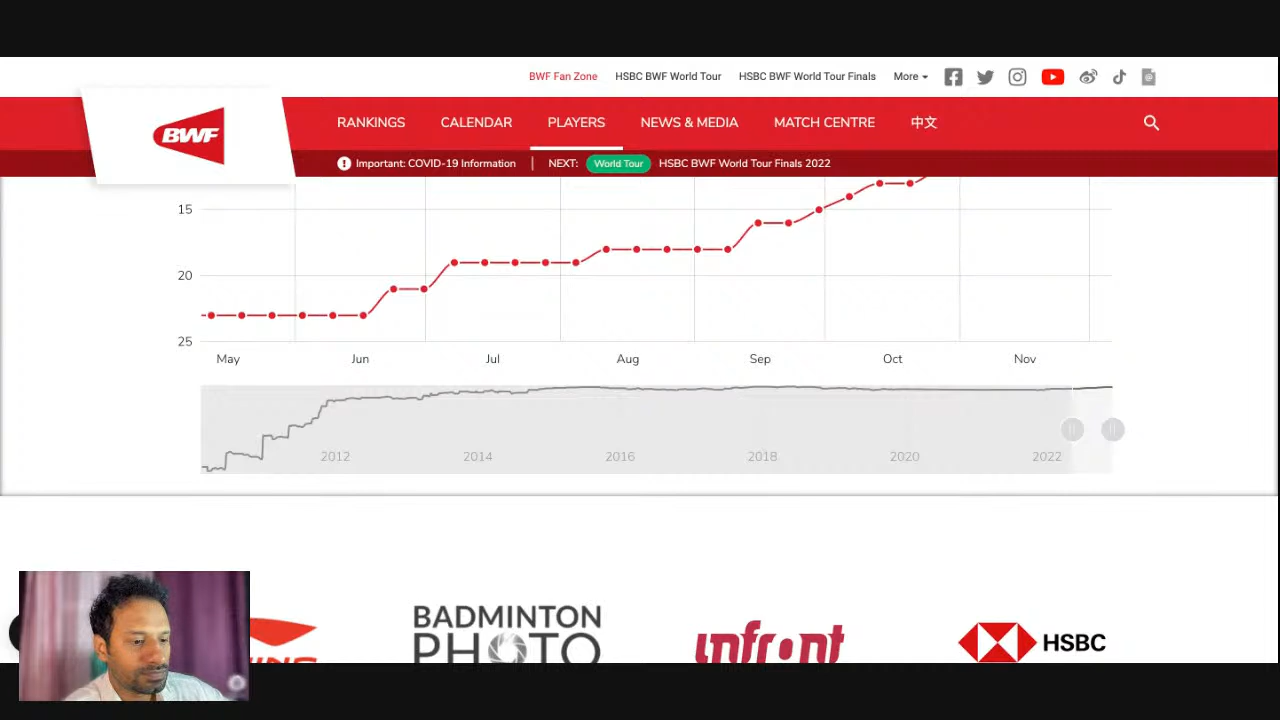 BWF Fan Zone HSBC BWF World Tour HSBC BWF World Tour Finals More
BWF
RANKINGS CALENDAR PLAYERS NEWS & MEDIA MATCH CENTRE 中文
Important: COVID-19 Information | NEXT: World Tour HSBC BWF World Tour Finals 2022
15
20
25
May Jun Jul Aug Sep Oct Nov
2012 2014 2016 2018 2020 2022
BADMINTON
PHOTO
infront
HSBC